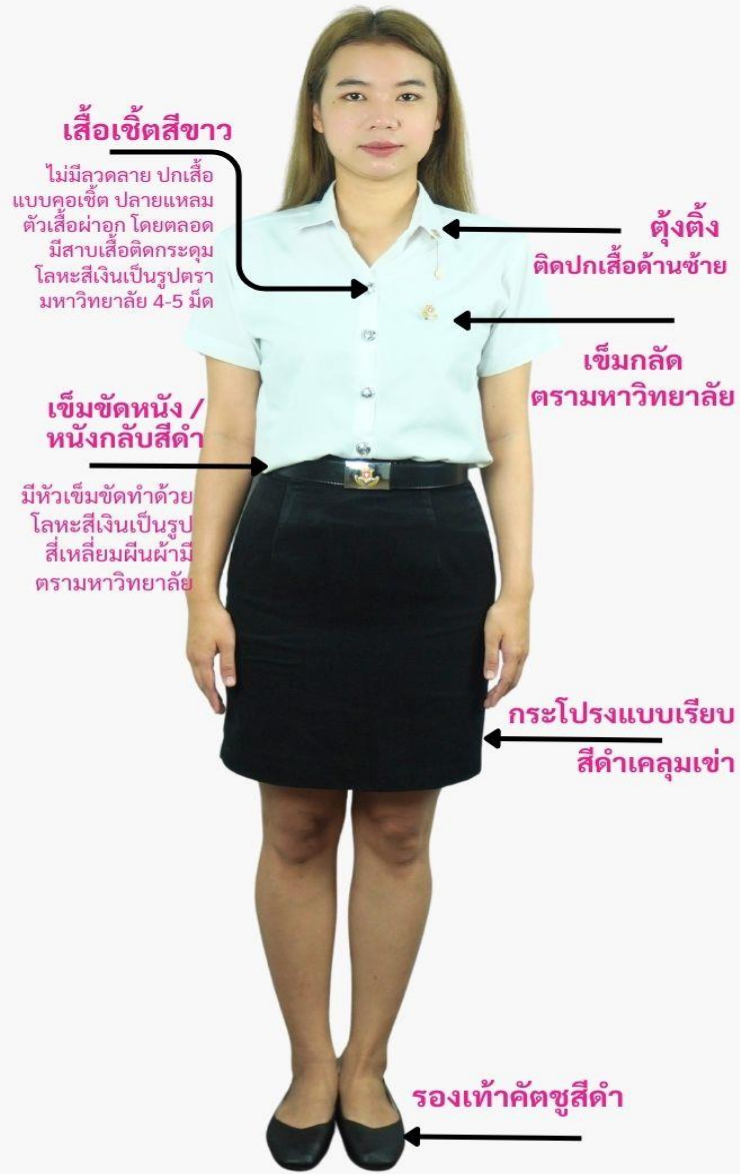 เสื้อเชิ้ตสีขาว
ไม่มีลวดลาย ปกเสื้อ
แบบคอเชิ้ต ปลายแหลม
ตัวเสื้อผ่าอก โดยตลอด
มีสาบเสื้อติดกระดุม
โลหะสีเงินเป็นรูปตรา
มหาวิทยาลัย 4-5 ม็ด
ตุ้งติ้ง
ติดปกเสื้อด้านซ้าย
เข็มกลัด
ตรามหาวิทยาลัย
เข็มขัดหนัง /
หนังกลับสีดำ
มีหัวเข็มขัดทำด้วย
โลหะสีเงินเป็นรูป
สี่เหลี่ยมผืนผ้ามี
ตรามหาวิทยาลัย
กระโปรงแบบเรียบ
สีดำเคลุมเข่า
รองเท้าคัตชูสีดำ